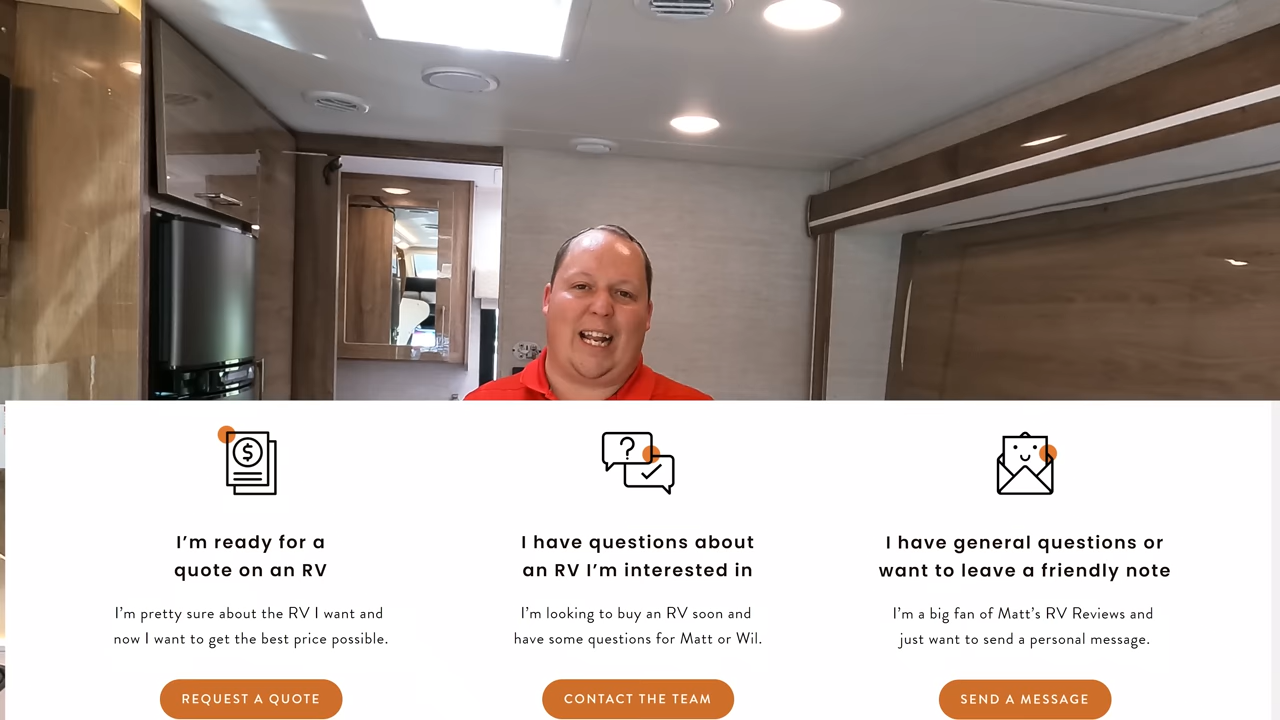 I'm ready for a
quote on an RV
I'm pretty sure about the RV I want and
now I want to get the best price possible.
REQUEST A QUOTE
I have questions about
an RV I'm interested in
I'm looking to buy an RV soon and
have some questions for Matt or Wil.
CONTACT THE TEAM
I have general questions or
want to leave a friendly note
I'm a big fan of Matt's RV Reviews and
just want to send a personal message.
SEND A MESSAGE